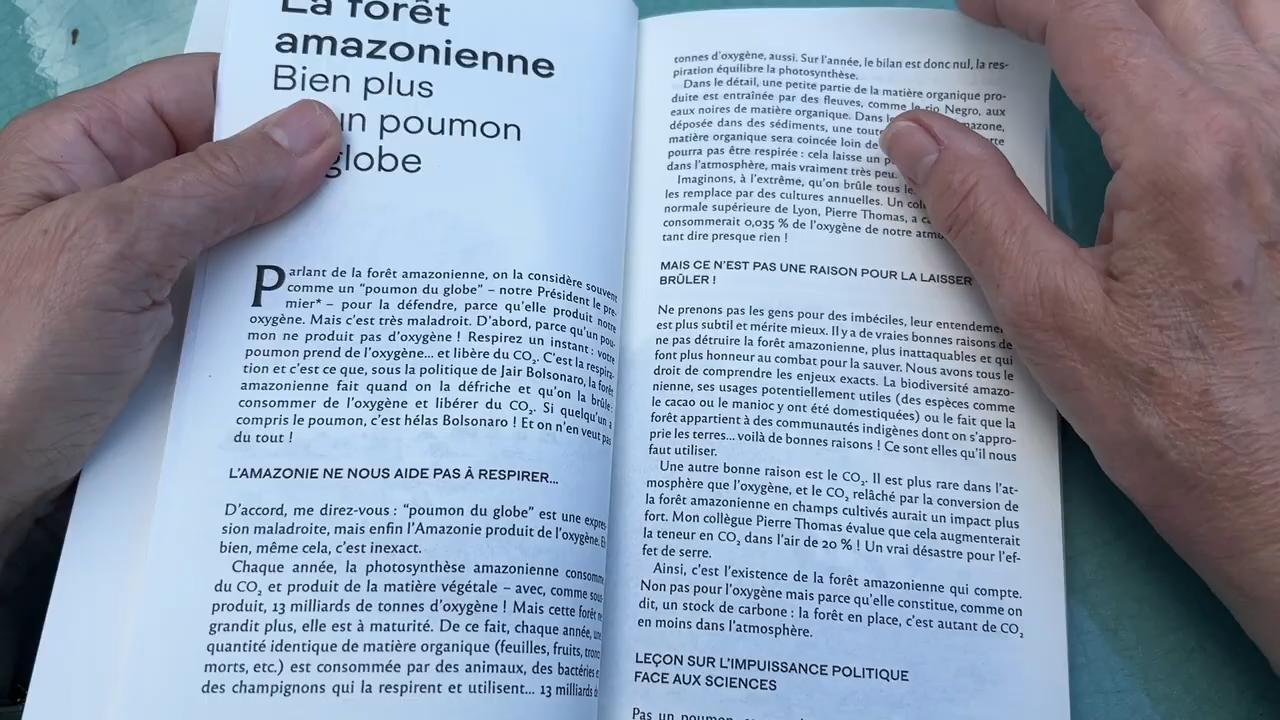 La forêt
amazonienne
Bien plus
un poumon
globe
Parlant de la forêt amazonienne, on la considère souvent
comme un “poumon du globe” – notre Président le pre-
mier* – pour la défendre, parce qu’elle produit notre
oxygène. Mais c’est très maladroit. D’abord, parce qu’un pou-
mon ne produit pas d’oxygène ! Respirez un instant : votre
poumon prend de l’oxygène... et libère du CO₂. C’est la respira-
tion et c’est ce que, sous la politique de Jair Bolsonaro, la forêt
amazonienne fait quand on la défriche et qu’on la brûle:
consommer de l’oxygène et libérer du CO₂. Si quelqu’un a
compris le poumon, c’est hélas Bolsonaro ! Et on n’en veut pas
du tout !
L’AMAZONIE NE NOUS AIDE PAS À RESPIRER...
D’accord, me direz-vous : “poumon du globe” est une expres-
sion maladroite, mais enfin l’Amazonie produit de l’oxygène. Eh
bien, même cela, c’est inexact.
Chaque année, la photosynthèse amazonienne consomme
du CO₂ et produit de la matière végétale – avec, comme sous-
produit, 13 milliards de tonnes d’oxygène ! Mais cette forêt ne
grandit plus, elle est à maturité. De ce fait, chaque année, une
quantité identique de matière organique (feuilles, fruits, troncs
morts, etc.) est consommée par des animaux, des bactéries et
des champignons qui la respirent et utilisent... 13 milliards de
tonnes d’oxygène, aussi. Sur l’année, le bilan est donc nul, la res-
piration équilibre la photosynthèse.
Dans le détail, une petite partie de la matière organique pro-
duite est entraînée par des fleuves, comme le rio Negro, aux
eaux noires de matière organique. Dans le
déposée dans des sédiments, une toute
matière organique sera coincée loin de
pourra pas être respirée : cela laisse un
dans l’atmosphère, mais vraiment très peu.
Imaginons, à l’extrême, qu’on brûle tous
les remplace par des cultures annuelles. Un
normale supérieure de Lyon, Pierre Thomas, a
consommerait 0,035 % de l’oxygène de notre
tant dire presque rien !
MAIS CE N’EST PAS UNE RAISON POUR LA LAISSER
BRÛLER !
Ne prenons pas les gens pour des imbéciles, leur entendement
est plus subtil et mérite mieux. Il y a de vraies bonnes raisons de
ne pas détruire la forêt amazonienne, plus inattaquables et qui
font plus honneur au combat pour la sauver. Nous avons tous le
droit de comprendre les enjeux exacts. La biodiversité amazo-
nienne, ses usages potentiellement utiles (des espèces comme
le cacao ou le manioc y ont été domestiquées) ou le fait que la
forêt appartient à des communautés indigènes dont on s’appro-
prie les terres... voilà de bonnes raisons ! Ce sont elles qu’il nous
faut utiliser.
Une autre bonne raison est le CO₂. Il est plus rare dans l’at-
mosphère que l’oxygène, et le CO₂ relâché par la conversion de
la forêt amazonienne en champs cultivés aurait un impact plus
fort. Mon collègue Pierre Thomas évalue que cela augmenterait
la teneur en CO₂ dans l’air de 20 % ! Un vrai désastre pour l’ef-
fet de serre.
Ainsi, c’est l’existence de la forêt amazonienne qui compte.
Non pas pour l’oxygène mais parce qu’elle constitue, comme on
dit, un stock de carbone : la forêt en place, c’est autant de CO₂
en moins dans l’atmosphère.
LEÇON SUR L’IMPUISSANCE POLITIQUE
FACE AUX SCIENCES
Pas un poumon